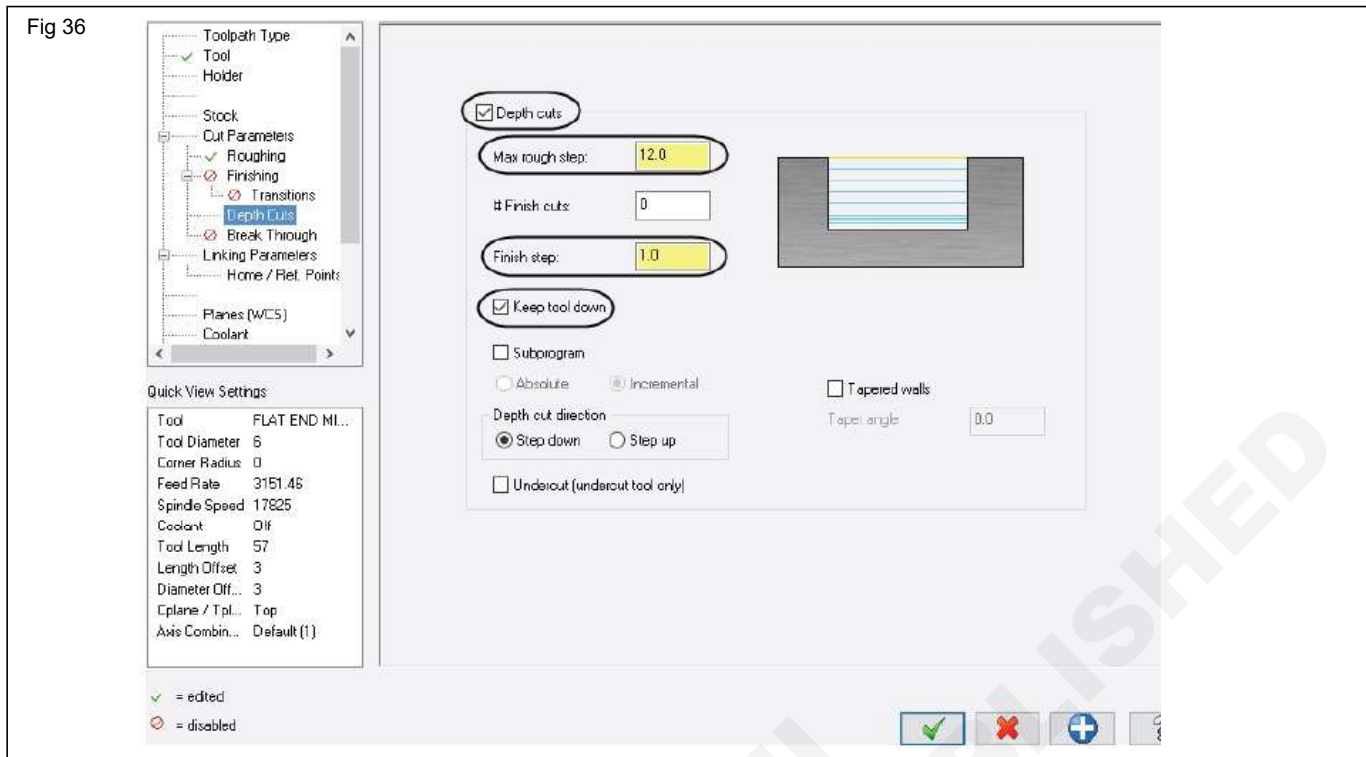 Fig 36
Toolpath Type
Tool
Holder
Stock
Cut Parameters
Roughing
Finishing
Transitions
Depth Cuts
Break Through
Linking Parameters
Home / Ref. Points
Planes (WCS)
Coolant
Quick View Settings
Tool FLAT END MI...
Tool Diameter 6
Corner Radius 0
Feed Rate 3151.46
Spindle Speed 17825
Coolant Off
Tool Length 57
Length Offset 3
Diameter Off... 3
Cplane / Tpl... Top
Axis Combin... Default (1)
= edited
= disabled
Depth cuts
Max rough step: 12.0
# Finish cuts: 0
Finish step: 1.0
Keep tool down
Subprogram
Absolute Incremental
Depth cut direction
Step down Step up
Undercut (undercut tool only)
Tapered walls
Taper angle 0.0